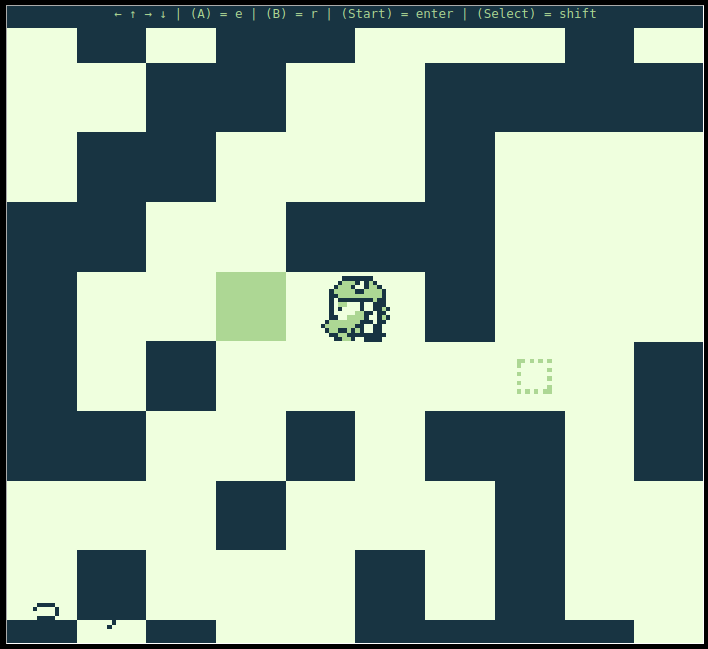 ← ↑ → ↓ | (A) = e | (B) = r | (Start) = enter | (Select) = shift